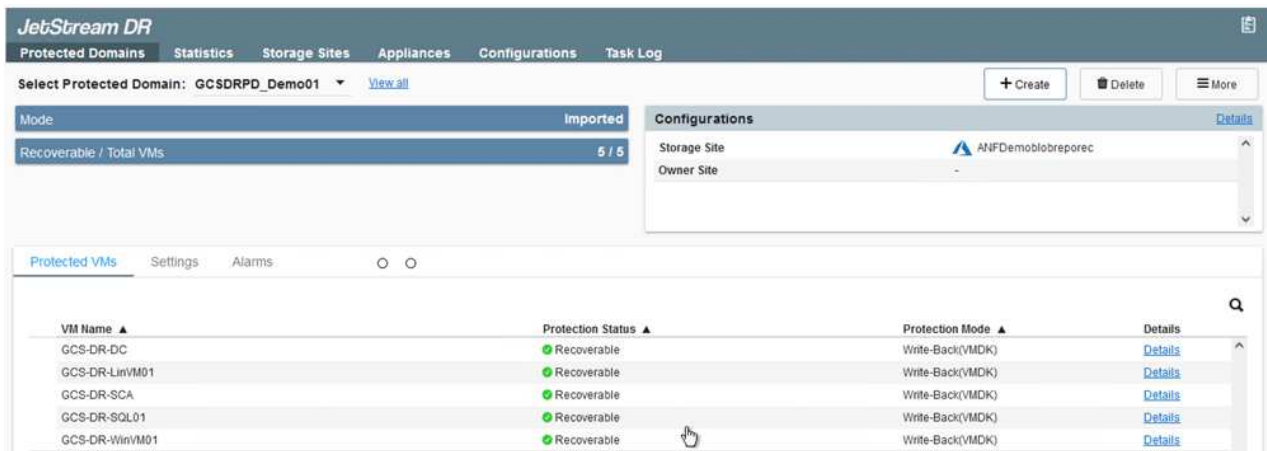 JetStream DR
Protected Domains Statistics Storage Sites Appliances Configurations Task Log
Select Protected Domain: GCSDRPD_Demo01 View all + Create Delete More
Mode Imported
Configurations Details
Recoverable / Total VMs 5 / 5
Storage Site ANFDemoblobreporec
Owner Site -
Protected VMs Settings Alarms
VM Name ▲ Protection Status ▲ Protection Mode ▲ Details
GCS-DR-DC Recoverable Write-Back(VMDK) Details
GCS-DR-LinVM01 Recoverable Write-Back(VMDK) Details
GCS-DR-SCA Recoverable Write-Back(VMDK) Details
GCS-DR-SQL01 Recoverable Write-Back(VMDK) Details
GCS-DR-WinVM01 Recoverable Write-Back(VMDK) Details